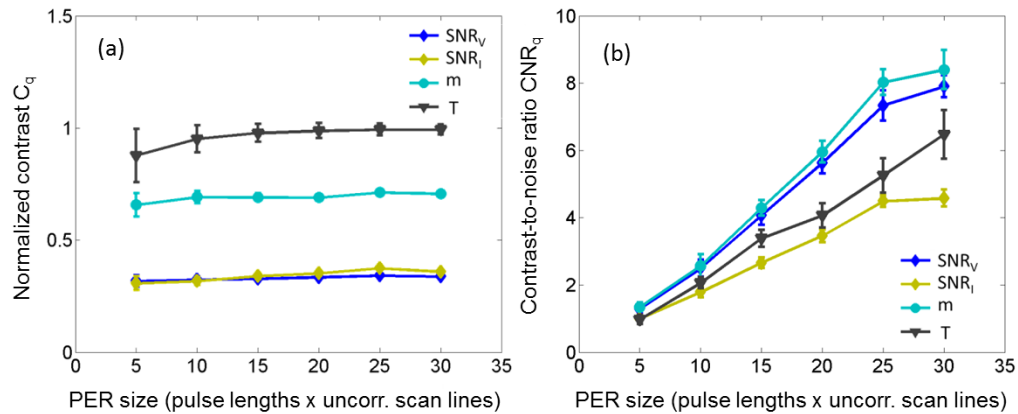 (a)
SNR_V
SNR_I
m
T
Normalized contrast C_q
1.5
1
0.5
0
0 5 10 15 20 25 30 35
PER size (pulse lengths x uncorr. scan lines)
(b)
Contrast-to-noise ratio CNR_q
10
8
6
4
2
0
SNR_V
SNR_I
m
T
0 5 10 15 20 25 30 35
PER size (pulse lengths x uncorr. scan lines)